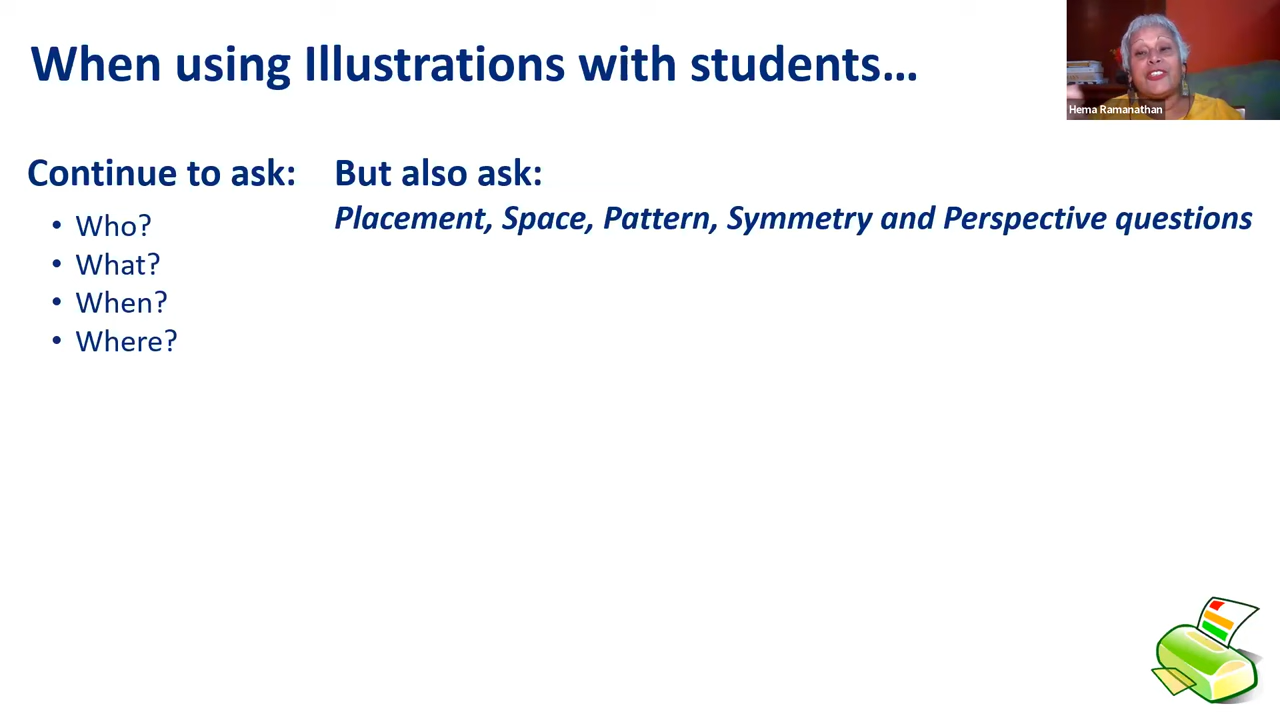 When using Illustrations with students…
Hema Ramanathan
Continue to ask:
• Who?
• What?
• When?
• Where?
But also ask:
Placement, Space, Pattern, Symmetry and Perspective questions